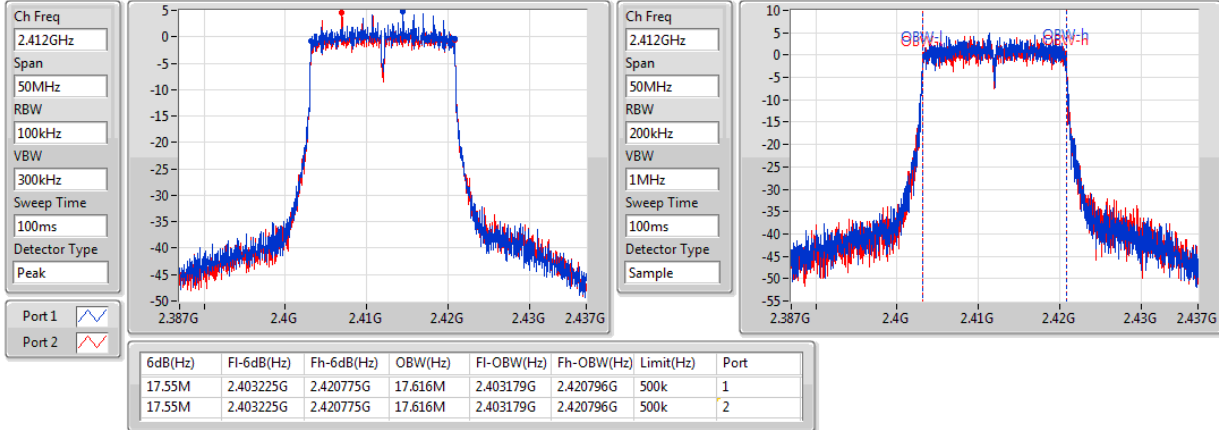 Ch Freq
2.412GHz
Span
50MHz
RBW
100kHz
VBW
300kHz
Sweep Time
100ms
Detector Type
Peak
Port 1
Port 2
5
0
-5
-10
-15
-20
-25
-30
-35
-40
-45
-50
2.387G 2.4G 2.41G 2.42G 2.437G
Ch Freq
2.412GHz
Span
50MHz
RBW
200kHz
VBW
1MHz
Sweep Time
100ms
Detector Type
Sample
10
5
0
-5
-10
-15
-20
-25
-30
-35
-40
-45
-50
-55
OBW-l OBW-h
OBW-l OBW-h
2.387G 2.4G 2.41G 2.42G 2.43G 2.437G
6dB(Hz) Fl-6dB(Hz) Fh-6dB(Hz) OBW(Hz) Fl-OBW(Hz) Fh-OBW(Hz) Limit(Hz) Port
17.55M 2.403225G 2.420775G 17.616M 2.403179G 2.420796G 500k 1
17.55M 2.403225G 2.420775G 17.616M 2.403179G 2.420796G 500k 2